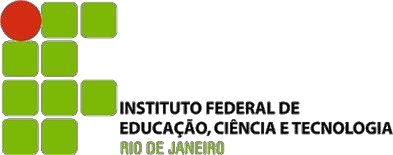 INSTITUTO FEDERAL DE
EDUCAÇÃO, CIÊNCIA E TECNOLOGIA
RIO DE JANEIRO